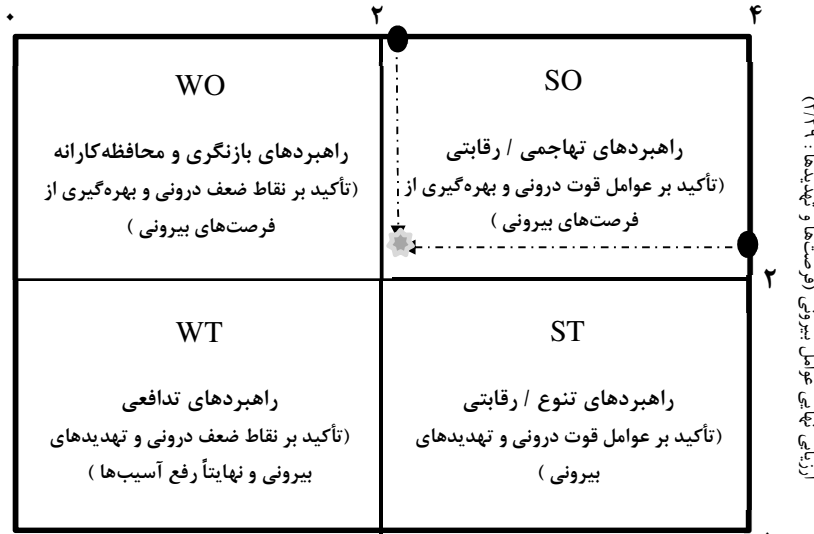 ۰ ۲ ۴
SO
راهبردهای تهاجمی / رقابتی
(تأکید بر عوامل قوت درونی و بهره‌گیری از
فرصت‌های بیرونی )
WO
راهبردهای بازنگری و محافظه‌کارانه
(تأکید بر نقاط ضعف درونی و بهره‌گیری از
فرصت‌های بیرونی )
۲
ST
راهبردهای تنوع / رقابتی
(تأکید بر عوامل قوت درونی و تهدیدهای
بیرونی )
WT
راهبردهای تدافعی
(تأکید بر نقاط ضعف درونی و تهدیدهای
بیرونی و نهایتاً رفع آسیب‌ها )
ارزیابی نهایی عوامل بیرونی (فرصت‌ها و تهدیدها : ۲/۲۹)